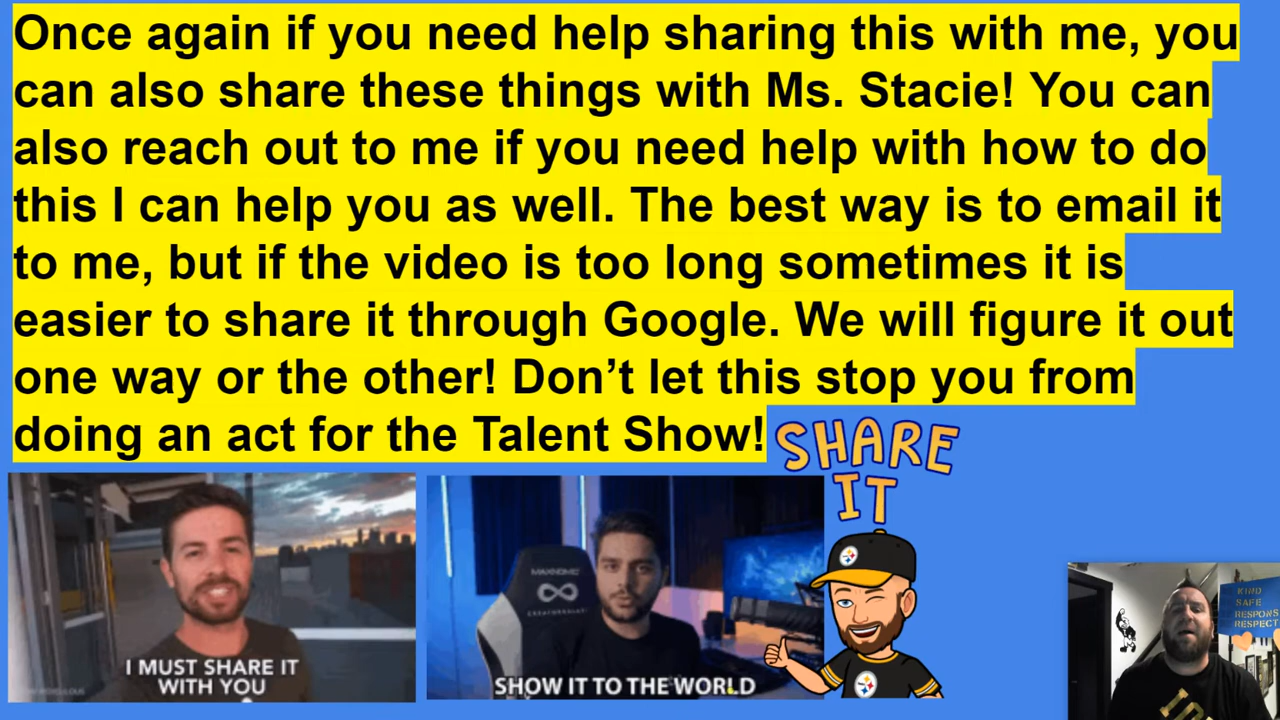 Once again if you need help sharing this with me, you
can also share these things with Ms. Stacie! You can
also reach out to me if you need help with how to do
this I can help you as well. The best way is to email it
to me, but if the video is too long sometimes it is
easier to share it through Google. We will figure it out
one way or the other! Don’t let this stop you from
doing an act for the Talent Show!
SHARE
IT
I MUST SHARE IT
WITH YOU
MAXNOMIC
SHOW IT TO THE WORLD
KIND
SAFE
RESPONS
RESPECT